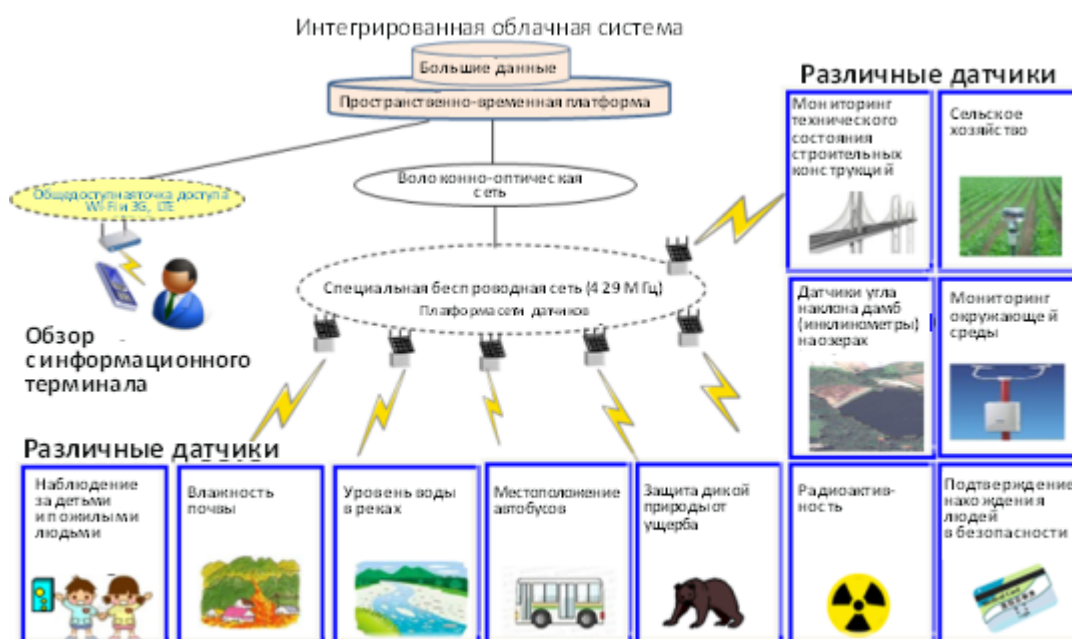 Интегрированная облачная система
Большие данные
Пространственно-временная платформа
Волоконно-оптическая
сеть
Общедоступная точка доступа
Wi-Fi и 3G, LTE
Специальная беспроводная сеть (429 МГц)
Платформа сети датчиков
Обзор
с информационного
терминала
Различные датчики
Мониторинг
технического
состояния
строительных
конструкций
Сельское
хозяйство
Датчики угла
наклона дамб
(инклинометры)
на озерах
Мониторинг
окружающей
среды
Различные датчики
Наблюдение
за детьми
и пожилыми
людьми
Влажность
почвы
Уровень воды
в реках
Местоположение
автобусов
Защита дикой
природы от
ущерба
Радиоактив-
ность
Подтверждение
нахождения
людей
в безопасности